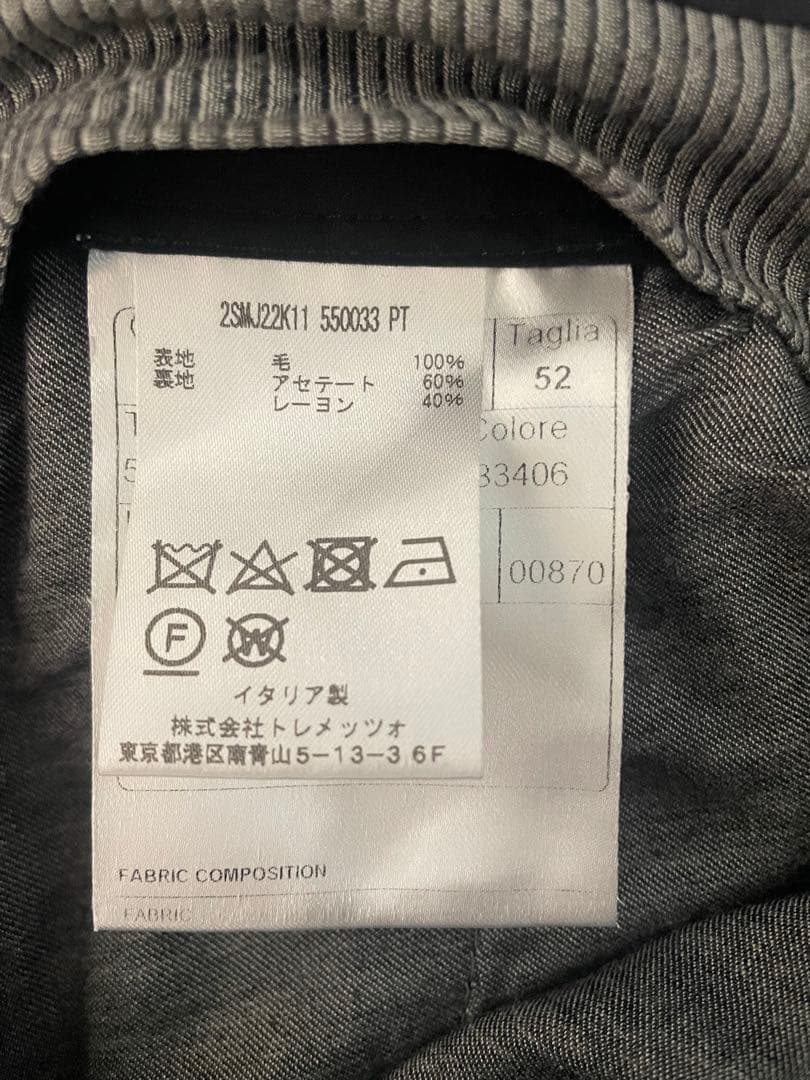 2SMJ22K11 550033 PT
表地 毛 100%
裏地 アセテート 60%
レーヨン 40%
F
W
イタリア製
株式会社トレメッツォ
東京都港区南青山5-13-3 6F
Taglia
52
Colore
83406
00870
FABRIC COMPOSITION
FABRIC